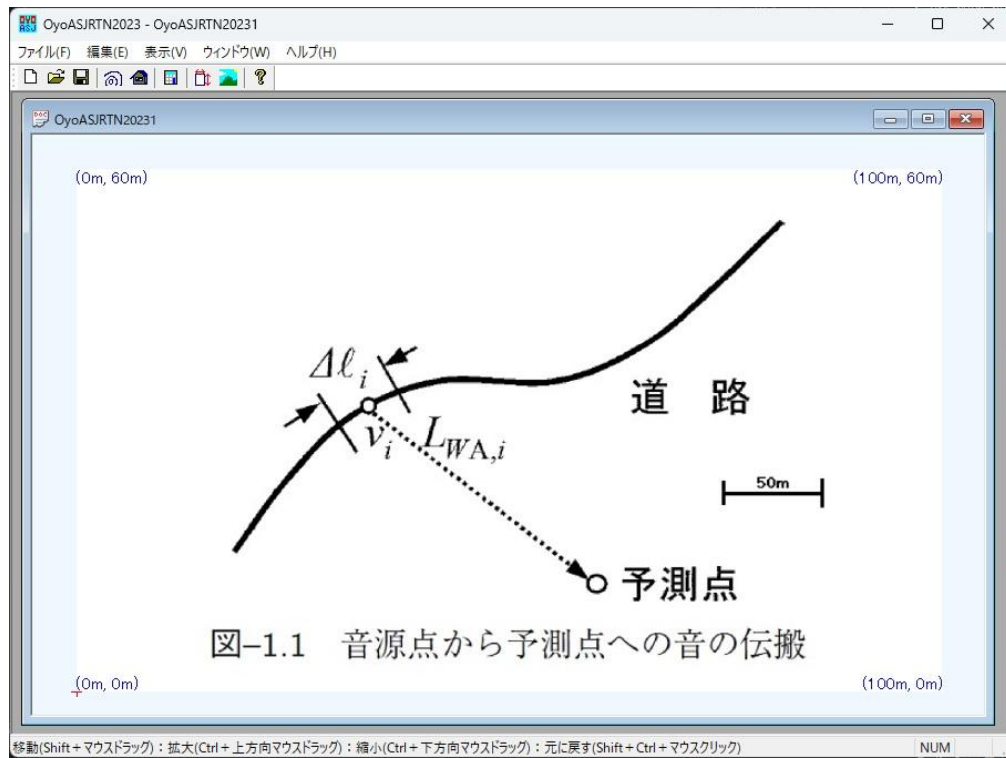 OyoASJRTN2023 - OyoASJRTN20231
ファイル(F) 編集(E) 表示(V) ウィンドウ(W) ヘルプ(H)
OyoASJRTN20231
(0m, 60m) (100m, 60m)
Δℓi
道 路
νi LWA,i
50m
予測点
図–1.1 音源点から予測点への音の伝搬
(0m, 0m) (100m, 0m)
移動(Shift+マウスドラッグ) : 拡大(Ctrl+上方向マウスドラッグ) : 縮小(Ctrl+下方向マウスドラッグ) : 元に戻す(Shift+Ctrl+マウスクリック) NUM